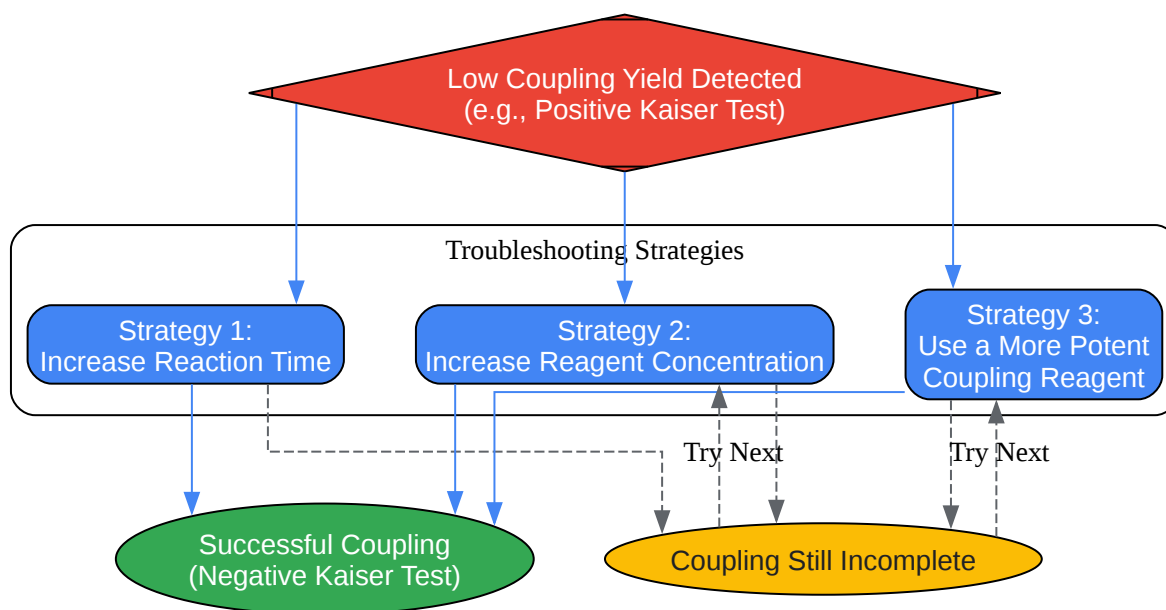 Low Coupling Yield Detected
(e.g., Positive Kaiser Test)
Troubleshooting Strategies
Strategy 1:
Increase Reaction Time
Strategy 2:
Increase Reagent Concentration
Strategy 3:
Use a More Potent
Coupling Reagent
Try Next
Try Next
Successful Coupling
(Negative Kaiser Test)
Coupling Still Incomplete